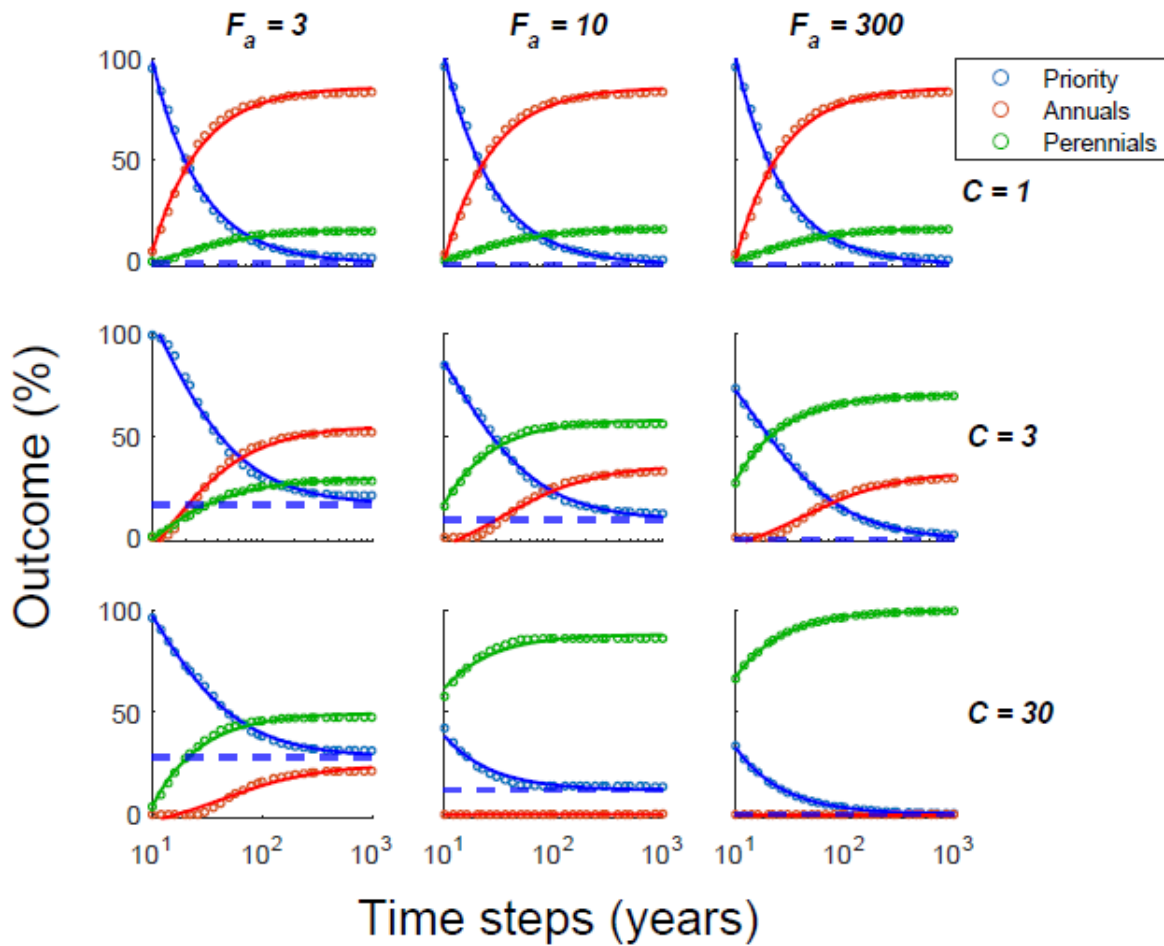 F_a = 3
F_a = 10
F_a = 300
Priority
Annuals
Perennials
C = 1
C = 3
C = 30
100
50
0
100
50
0
100
50
0
10^1
10^2
10^3
10^1
10^2
10^3
10^1
10^2
10^3
Outcome (%)
Time steps (years)